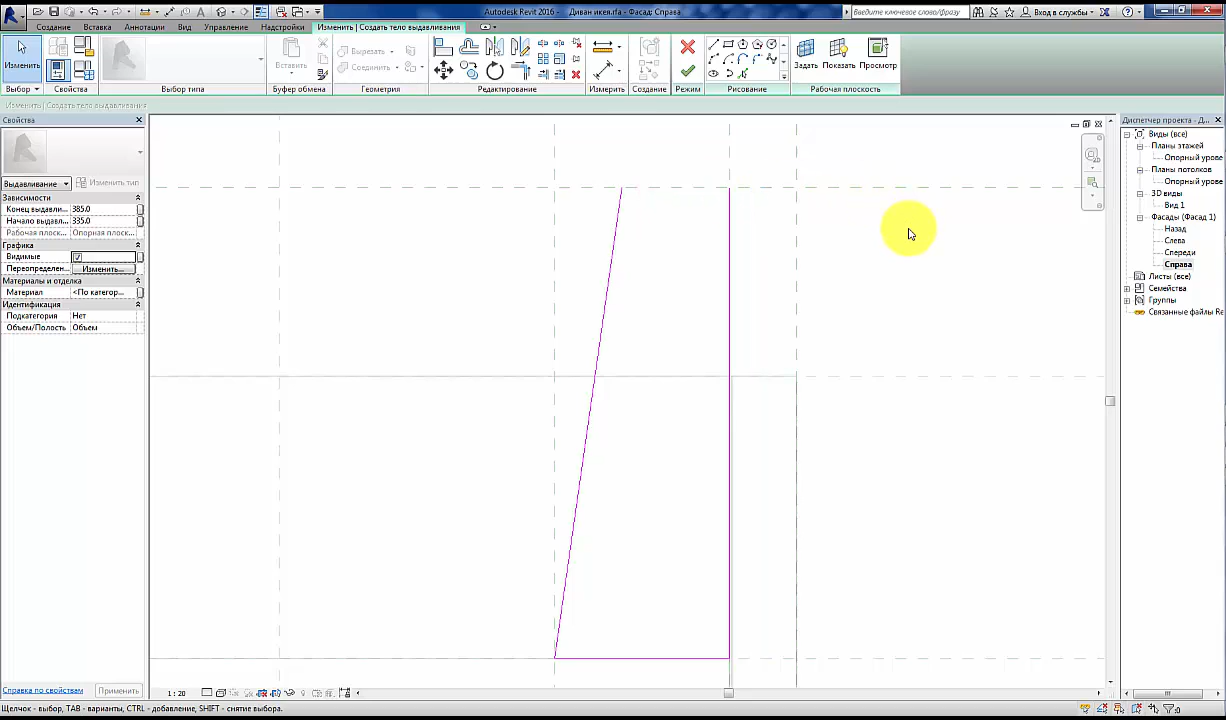 Autodesk Revit 2016 - Диван икея.rfa - Фасад: Справа
Введите ключевое слово/фразу
Вход в службы
Создание Вставка Аннотации Вид Управление Надстройки Изменить | Создать тело выдавливания
Изменить
Вставить
Вырезать
Соединить
Задать Показать Просмотр
Выбор Свойства Выбор типа Буфер обмена Геометрия Редактирование Измерить Создание Режим Рисование Рабочая плоскость
Изменить | Создать тело выдавливания
Свойства
Выдавливание
Изменить тип
Зависимости
Конец выдавли... 385.0
Начало выдавл... 335.0
Рабочая плоск... Опорная плоск...
Графика
Видимые
Переопределен... Изменить...
Материалы и отделка
Материал <По категор...
Идентификация
Подкатегория Нет
Объем/Полость Объем
Справка по свойствам
Применить
Диспетчер проекта - Д...
Виды (все)
Планы этажей
Опорный урове
Планы потолков
Опорный урове
3D виды
Вид 1
Фасады (Фасад 1)
Назад
Слева
Спереди
Справа
Листы (все)
Семейства
Группы
Связанные файлы Re
1 : 20
Щелчок - выбор, TAB - варианты, CTRL - добавление, SHIFT - снятие выбора.
:0